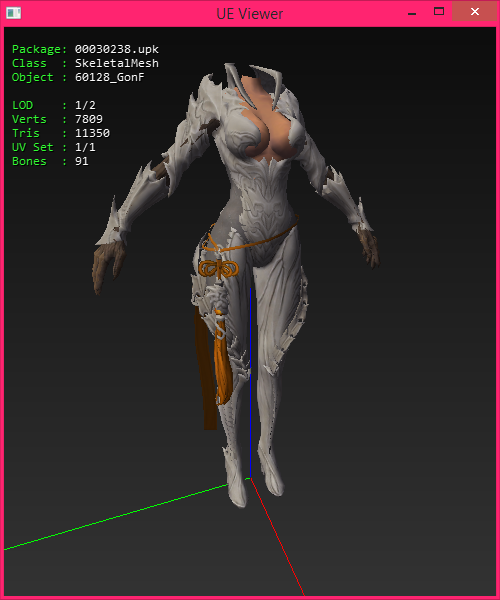 UE Viewer
Package: 00030238.upk
Class  : SkeletalMesh
Object : 60128_GonF
LOD    : 1/2
Verts  : 7809
Tris   : 11350
UV Set : 1/1
Bones  : 91